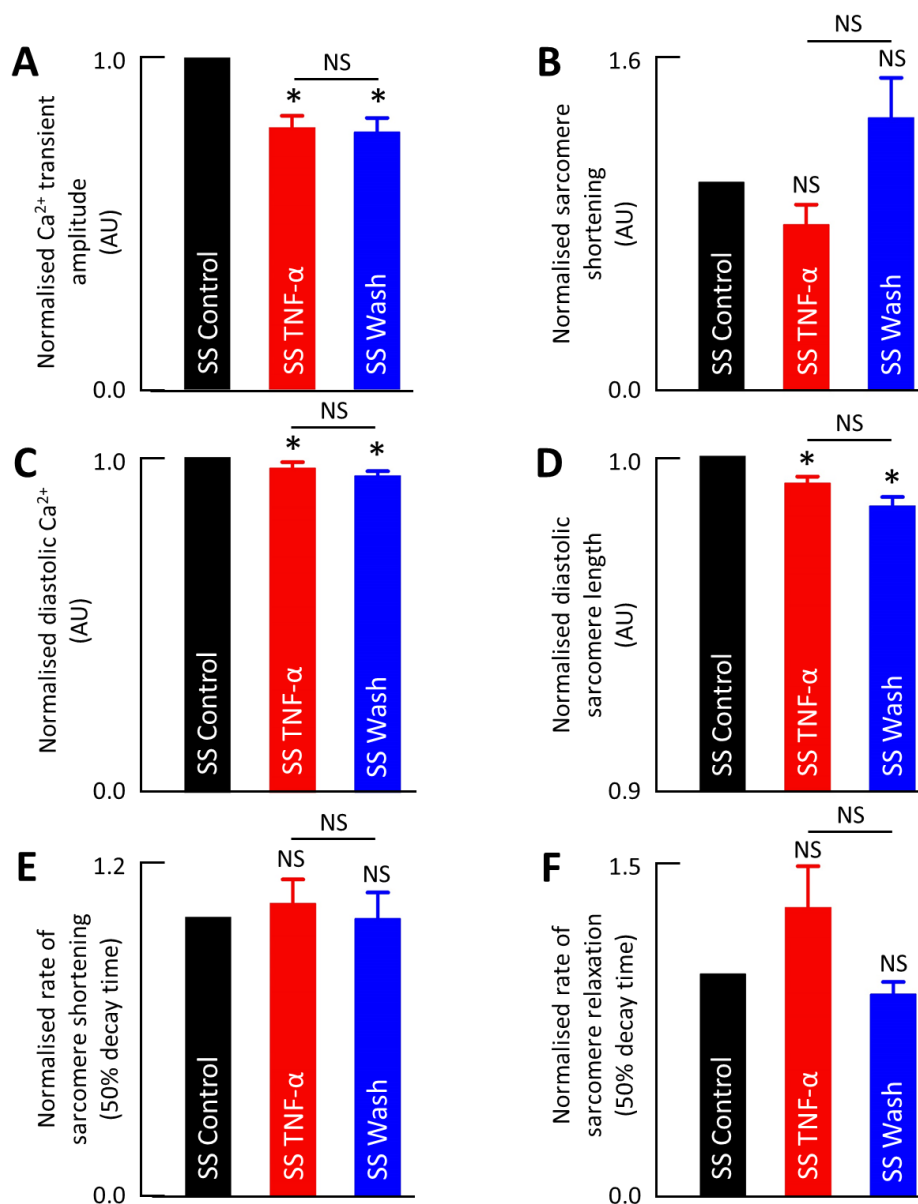 A
Normalised Ca²⁺ transient
amplitude
(AU)
1.0
0.0
NS
*
*
SS Control
SS TNF-α
SS Wash
B
Normalised sarcomere
shortening
(AU)
1.6
0.0
NS
NS
NS
SS Control
SS TNF-α
SS Wash
C
Normalised diastolic Ca²⁺
(AU)
1.0
0.0
NS
*
*
SS Control
SS TNF-α
SS Wash
D
Normalised diastolic
sarcomere length
(AU)
1.0
0.9
NS
*
*
SS Control
SS TNF-α
SS Wash
E
Normalised rate of
sarcomere shortening
(50% decay time)
1.2
0.0
NS
NS
NS
SS Control
SS TNF-α
SS Wash
F
Normalised rate of
sarcomere relaxation
(50% decay time)
1.5
0.0
NS
NS
NS
SS Control
SS TNF-α
SS Wash